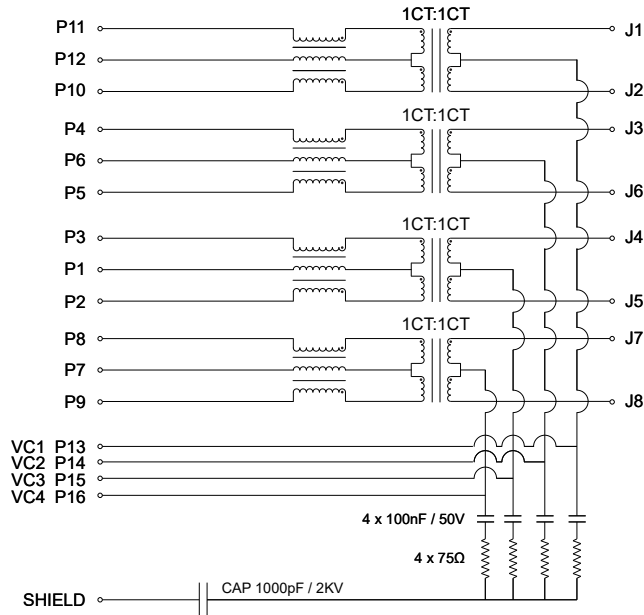 1CT:1CT
P11 J1
P12
P10 J2
1CT:1CT
P4 J3
P6
P5 J6
1CT:1CT
P3 J4
P1
P2 J5
1CT:1CT
P8 J7
P7
P9 J8
VC1 P13
VC2 P14
VC3 P15
VC4 P16
4 x 100nF / 50V
4 x 75Ω
CAP 1000pF / 2KV
SHIELD